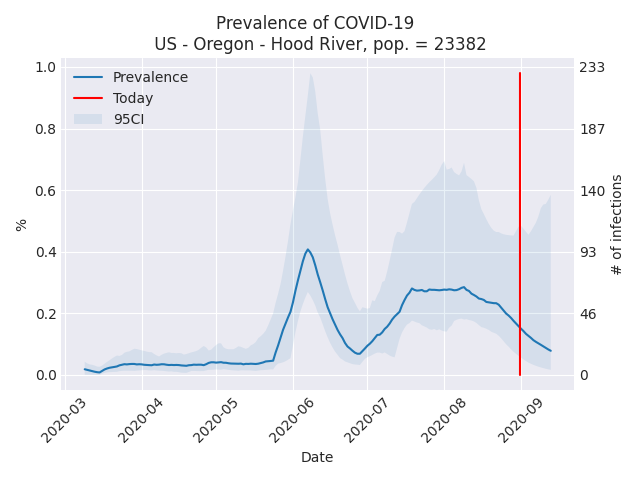 Prevalence of COVID-19
US - Oregon - Hood River, pop. = 23382
Prevalence
Today
95CI
%
1.0
0.8
0.6
0.4
0.2
0.0
233
187
140
93
46
0
# of infections
2020-03
2020-04
2020-05
2020-06
2020-07
2020-08
2020-09
Date